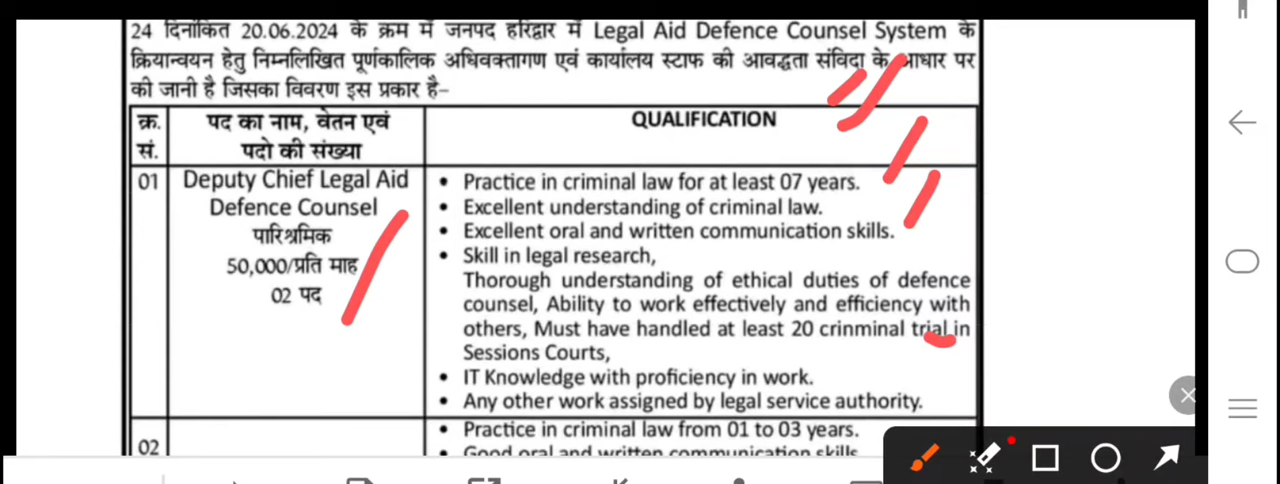 24 दिनांकित 20.06.2024 के क्रम में जनपद हरिद्वार में Legal Aid Defence Counsel System के
क्रियान्वयन हेतु निम्नलिखित पूर्णकालिक अधिवक्तागण एवं कार्यालय स्टाफ की आवद्धता संविदा के आधार पर
की जानी है जिसका विवरण इस प्रकार है–
क्र. सं.
पद का नाम, वेतन एवं
पदो की संख्या
QUALIFICATION
01
Deputy Chief Legal Aid
Defence Counsel
पारिश्रमिक
50,000/प्रति माह
02 पद
• Practice in criminal law for at least 07 years.
• Excellent understanding of criminal law.
• Excellent oral and written communication skills.
• Skill in legal research,
Thorough understanding of ethical duties of defence
counsel, Ability to work effectively and efficiency with
others, Must have handled at least 20 crinminal trial in
Sessions Courts,
• IT Knowledge with proficiency in work.
• Any other work assigned by legal service authority.
02
• Practice in criminal law from 01 to 03 years.
• Good oral and written communication skills